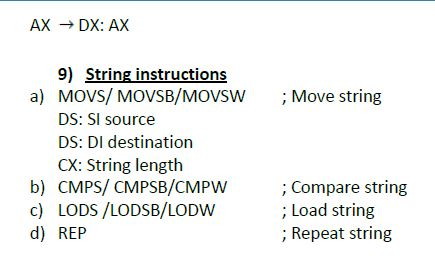 AX → DX: AX
9) String instructions
a) MOVS/ MOVSB/MOVSW ; Move string
DS: SI source
DS: DI destination
CX: String length
b) CMPS/ CMPSB/CMPW ; Compare string
c) LODS /LODSB/LODW ; Load string
d) REP ; Repeat string